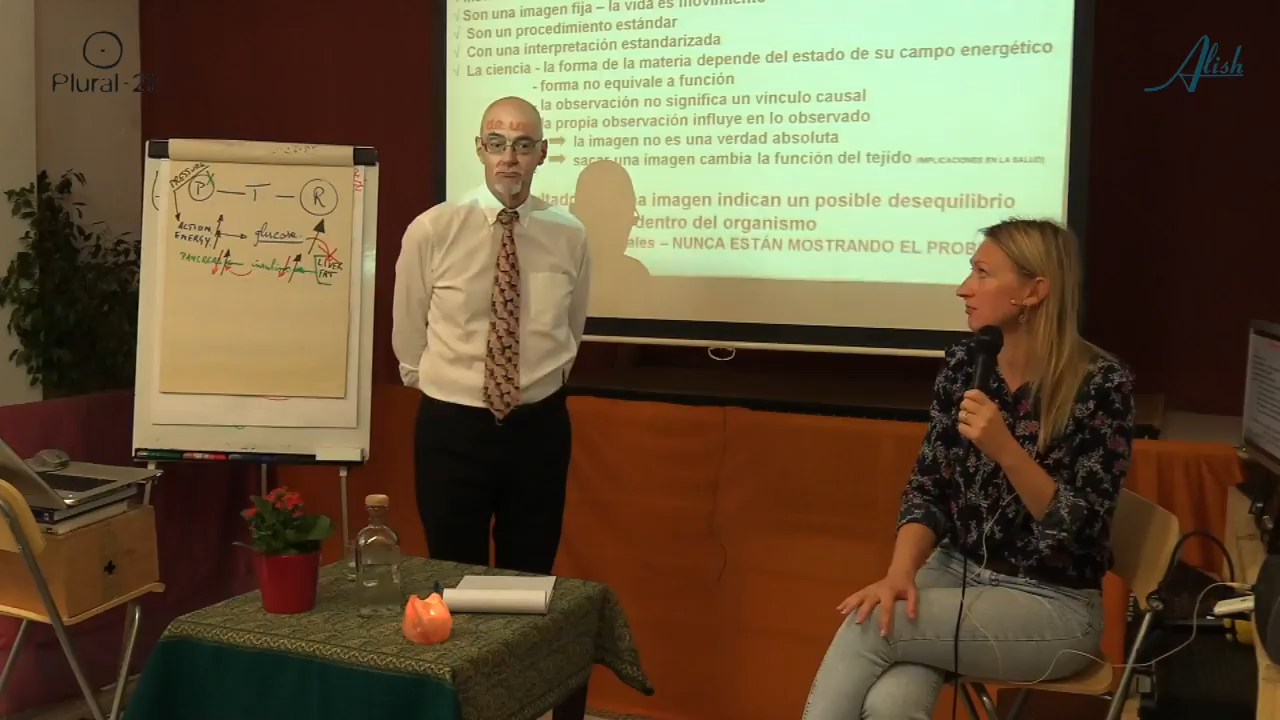 √ Son una imagen fija – la vida es movimiento
√ Son un procedimiento estándar
√ Con una interpretación estandarizada
√ La ciencia - la forma de la materia depende del estado de su campo energético
- forma no equivale a función
- la observación no significa un vínculo causal
la propia observación influye en lo observado
la imagen no es una verdad absoluta
sacar una imagen cambia la función del tejido (IMPLICACIONES EN LA SALUD)
una imagen indican un posible desequilibrio
dentro del organismo
– NUNCA ESTÁN MOSTRANDO EL
Plural-21
Alish
PRESSURE
P — T — R
ACTION
ENERGY. glucose
PANCREAS insulin LIVER
FAT